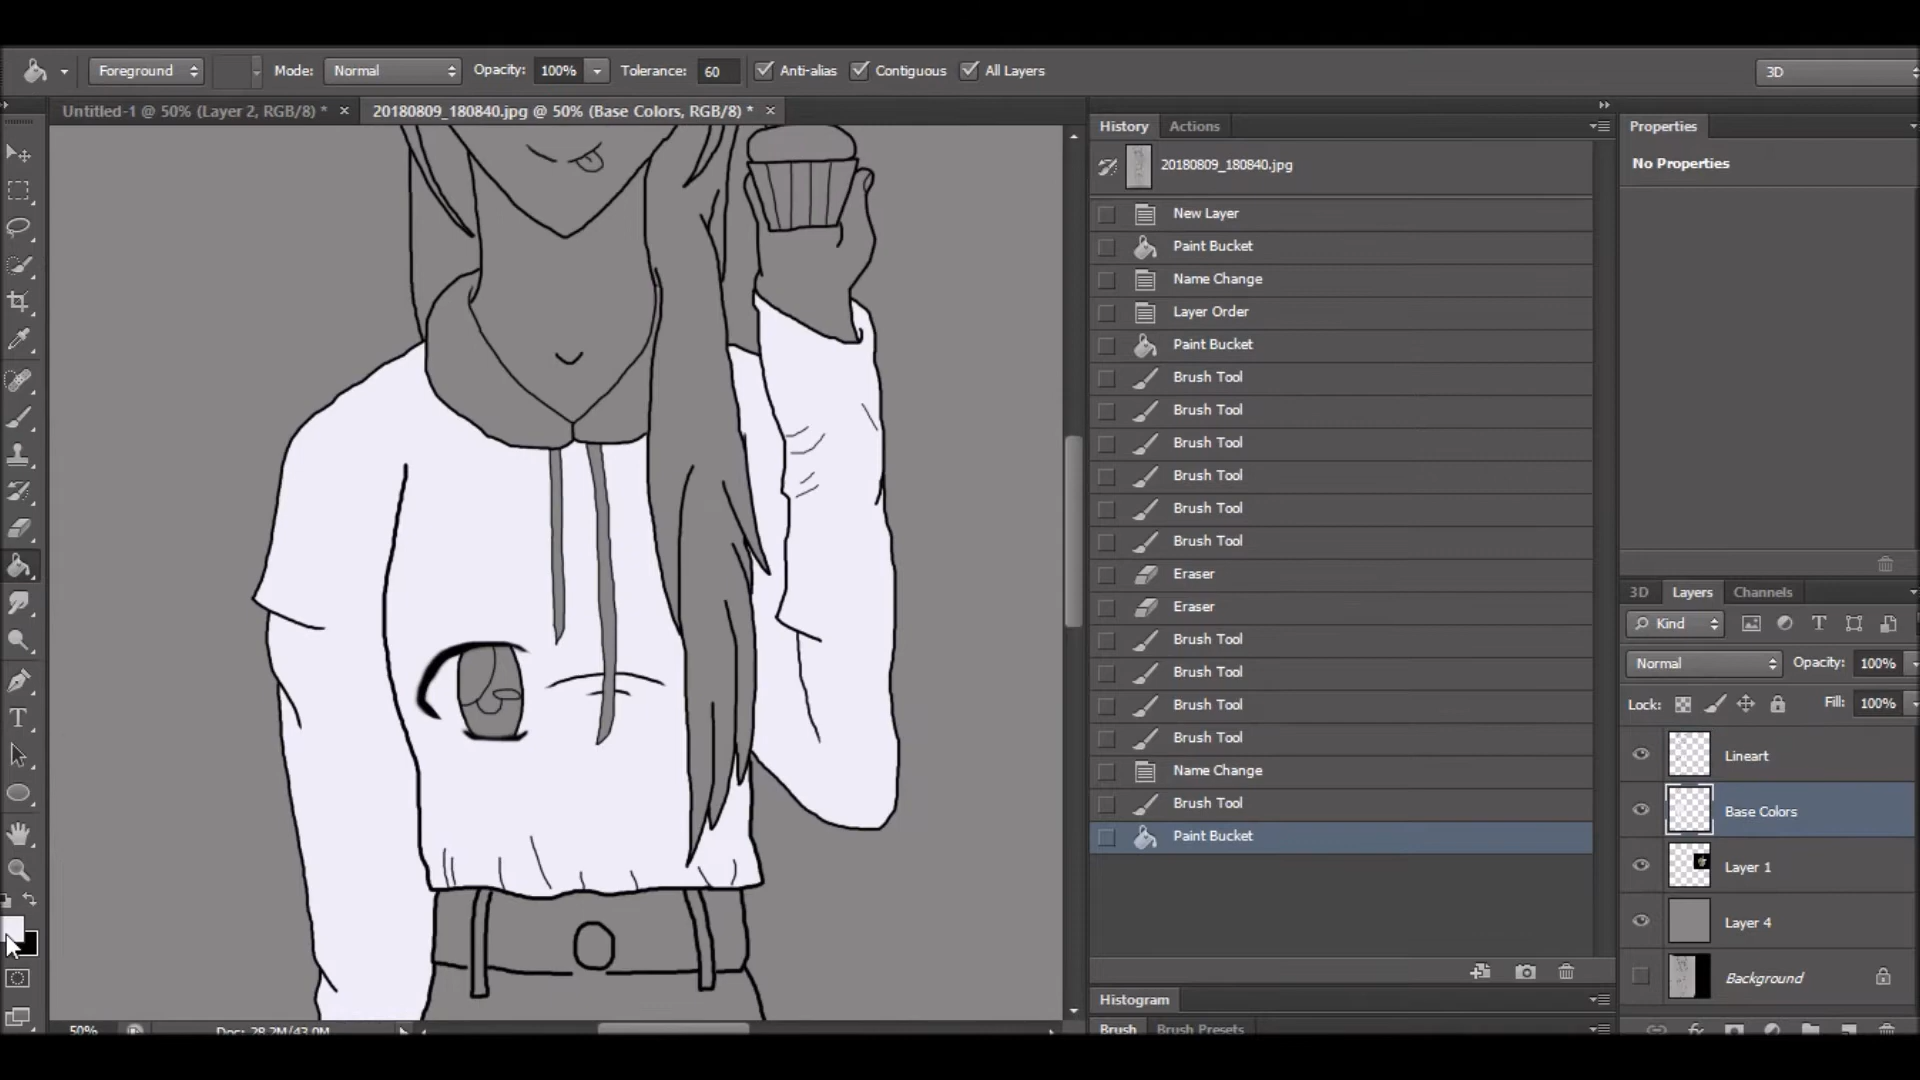 Foreground Mode: Normal Opacity: 100% Tolerance: 60 Anti-alias Contiguous All Layers 3D
Untitled-1 @ 50% (Layer 2, RGB/8) * 20180809_180840.jpg @ 50% (Base Colors, RGB/8) *
History Actions
Properties
20180809_180840.jpg
No Properties
New Layer
Paint Bucket
Name Change
Layer Order
Paint Bucket
Brush Tool
Brush Tool
Brush Tool
Brush Tool
Brush Tool
Brush Tool
Eraser
Eraser
Brush Tool
Brush Tool
Brush Tool
Brush Tool
Name Change
Brush Tool
Paint Bucket
3D Layers Channels
Kind
Normal Opacity: 100%
Lock: Fill: 100%
Lineart
Base Colors
Layer 1
Layer 4
Background
Histogram
Brush Brush Presets
50% Doc: 28.2M/43.0M